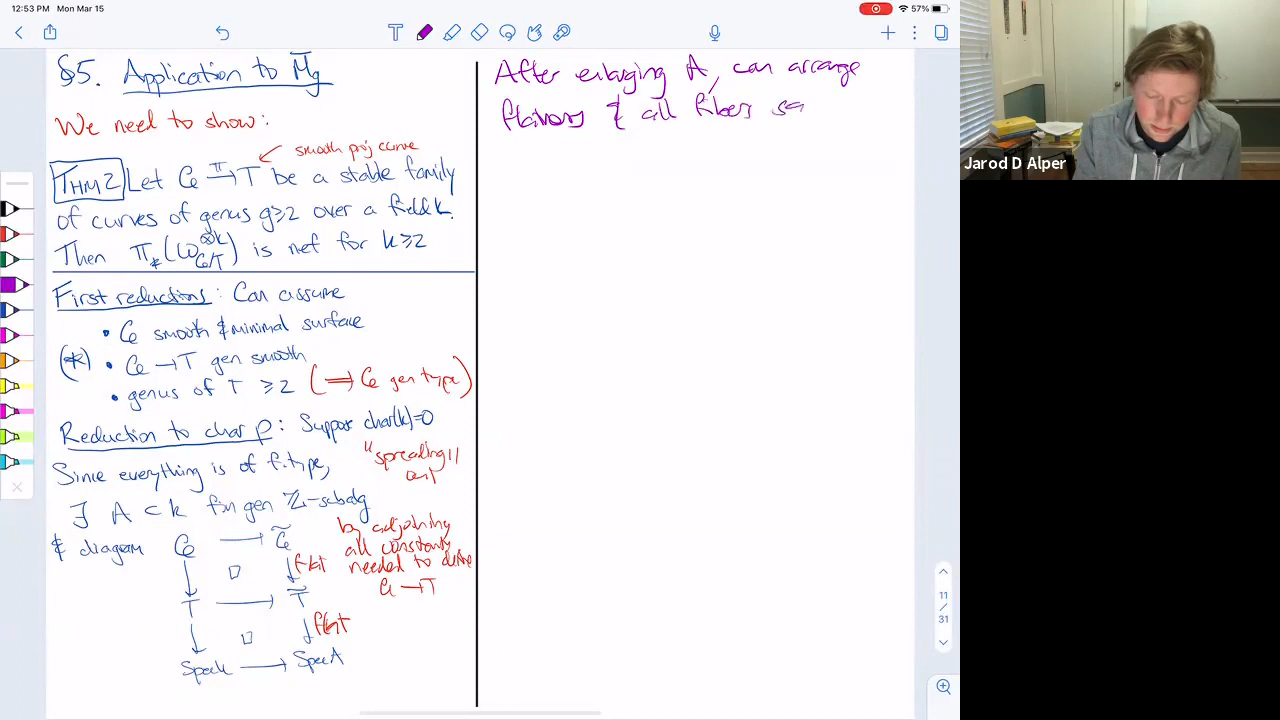 12:53 PM Mon Mar 15
57%
§5. Application to M̄g
We need to show:
smooth proj curve
THM 2 Let C →π T be a stable family
of curves of genus g≥2 over a field k.
Then π_*(ω_{C/T}^{⊗k}) is nef for k≥2
First reductions: Can assume
• C smooth & minimal surface
(*) • C → T gen smooth
• genus of T ≥2 (⟹ C gen type)
Reduction to char p: Suppose char(k)=0
Since everything is of f.type,
"spreading out"
∃ A ⊂ k fin gen ℤ-subalg
& diagram C → C̃
by adjoining
all constants
needed to define
C → T
flat
T → T̃
flat
Spec k → Spec A
After enlarging A, can arrange
flatness & all fibers sa
Jarod D Alper
11
/
31